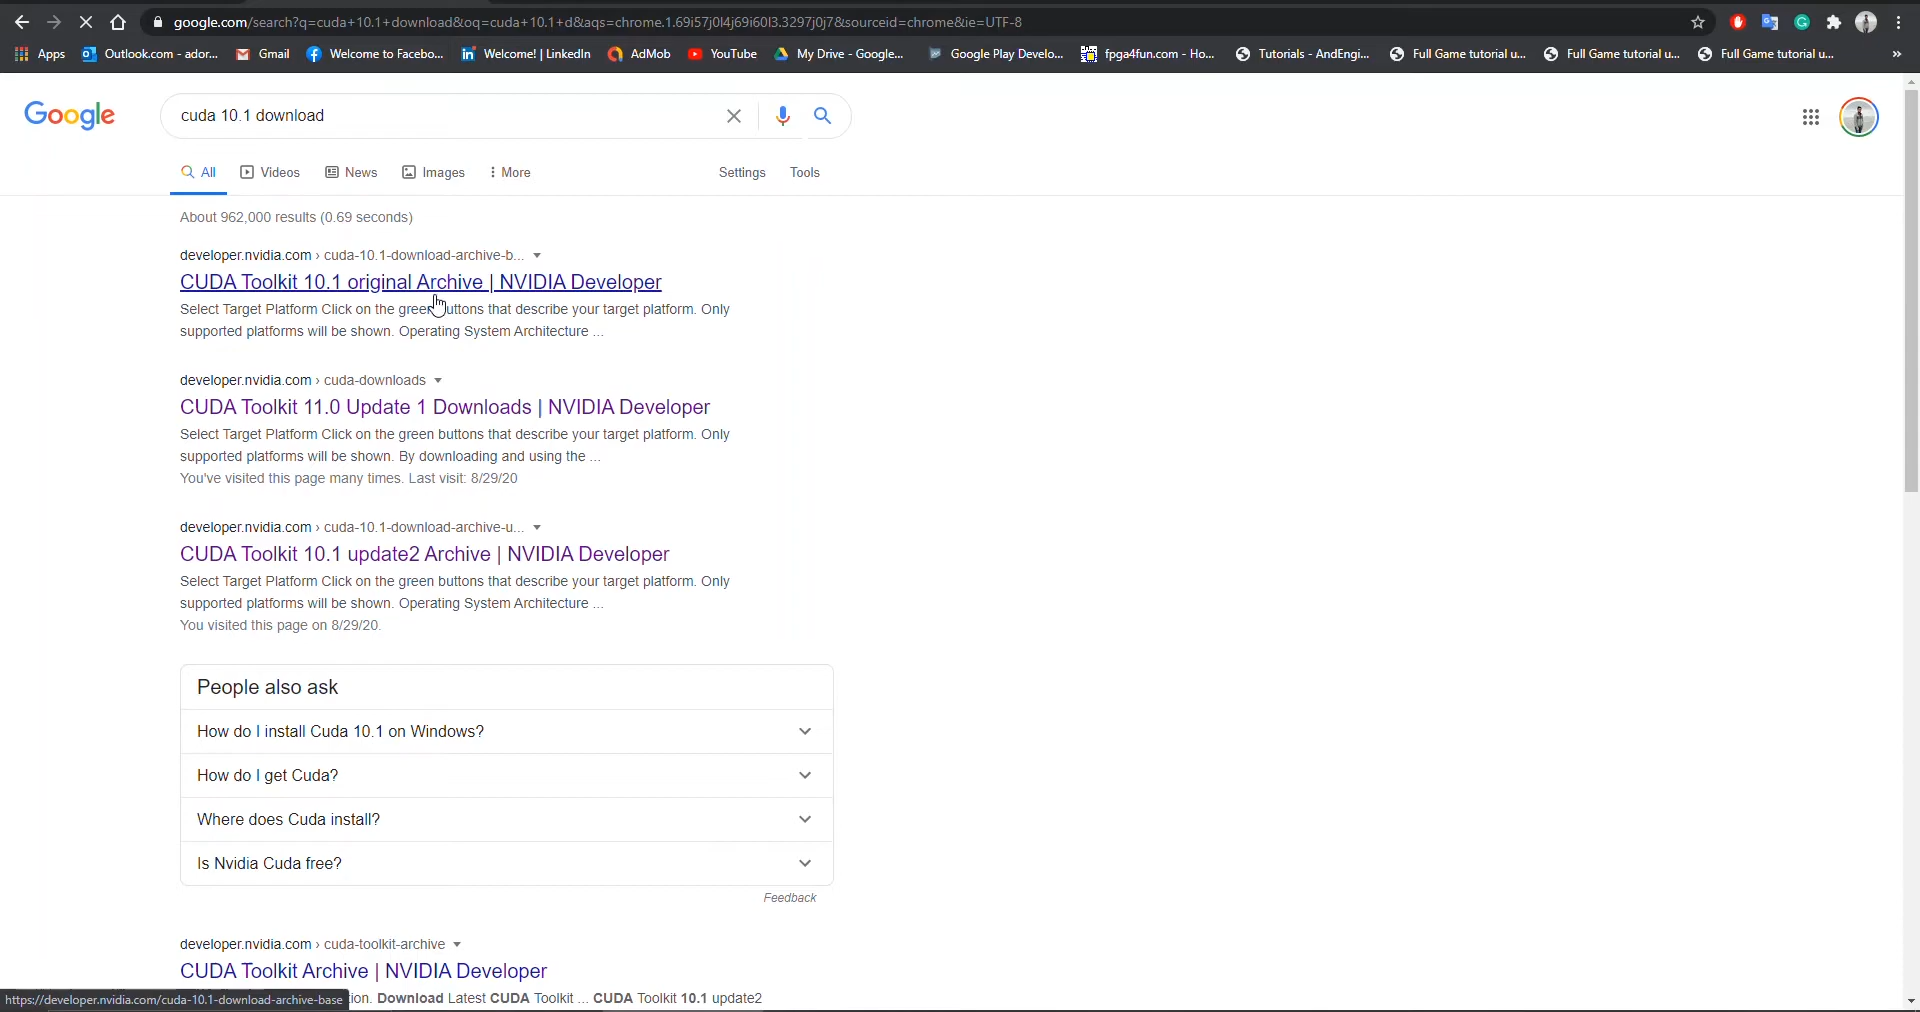 google.com/search?q=cuda+10.1+download&oq=cuda+10.1+d&aqs=chrome.1.69i57j0l4j69i60l3.3297j0j7&sourceid=chrome&ie=UTF-8
Apps Outlook.com - ador... Gmail Welcome to Facebo... Welcome! | LinkedIn AdMob YouTube My Drive - Google... Google Play Develo... fpga4fun.com - Ho... Tutorials - AndEngi... Full Game tutorial u... Full Game tutorial u... Full Game tutorial u... »
Google cuda 10.1 download
All Videos News Images More Settings Tools
About 962,000 results (0.69 seconds)
developer.nvidia.com › cuda-10.1-download-archive-b...
CUDA Toolkit 10.1 original Archive | NVIDIA Developer
Select Target Platform Click on the green buttons that describe your target platform. Only
supported platforms will be shown. Operating System Architecture ...
developer.nvidia.com › cuda-downloads
CUDA Toolkit 11.0 Update 1 Downloads | NVIDIA Developer
Select Target Platform Click on the green buttons that describe your target platform. Only
supported platforms will be shown. By downloading and using the ...
You've visited this page many times. Last visit: 8/29/20
developer.nvidia.com › cuda-10.1-download-archive-u...
CUDA Toolkit 10.1 update2 Archive | NVIDIA Developer
Select Target Platform Click on the green buttons that describe your target platform. Only
supported platforms will be shown. Operating System Architecture ...
You visited this page on 8/29/20.
People also ask
How do I install Cuda 10.1 on Windows?
How do I get Cuda?
Where does Cuda install?
Is Nvidia Cuda free?
Feedback
developer.nvidia.com › cuda-toolkit-archive
CUDA Toolkit Archive | NVIDIA Developer
https://developer.nvidia.com/cuda-10.1-download-archive-base tion. Download Latest CUDA Toolkit ... CUDA Toolkit 10.1 update2